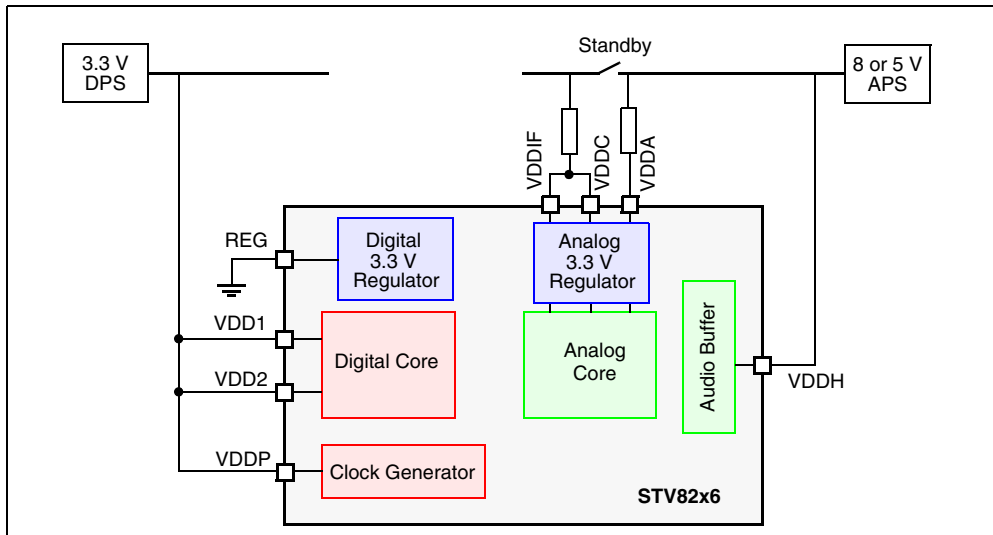 Standby
3.3 V
DPS
8 or 5 V
APS
VDDIF
VDDC
VDDA
REG
Digital
3.3 V
Regulator
Analog
3.3 V
Regulator
VDD1
Digital Core
Analog
Core
Audio Buffer
VDDH
VDD2
VDDP
Clock Generator
STV82x6